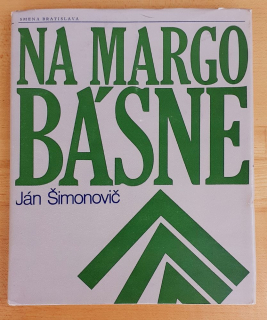 SMENA BRATISLAVA
NA MARGO
BÁSNE
Ján Šimonovič